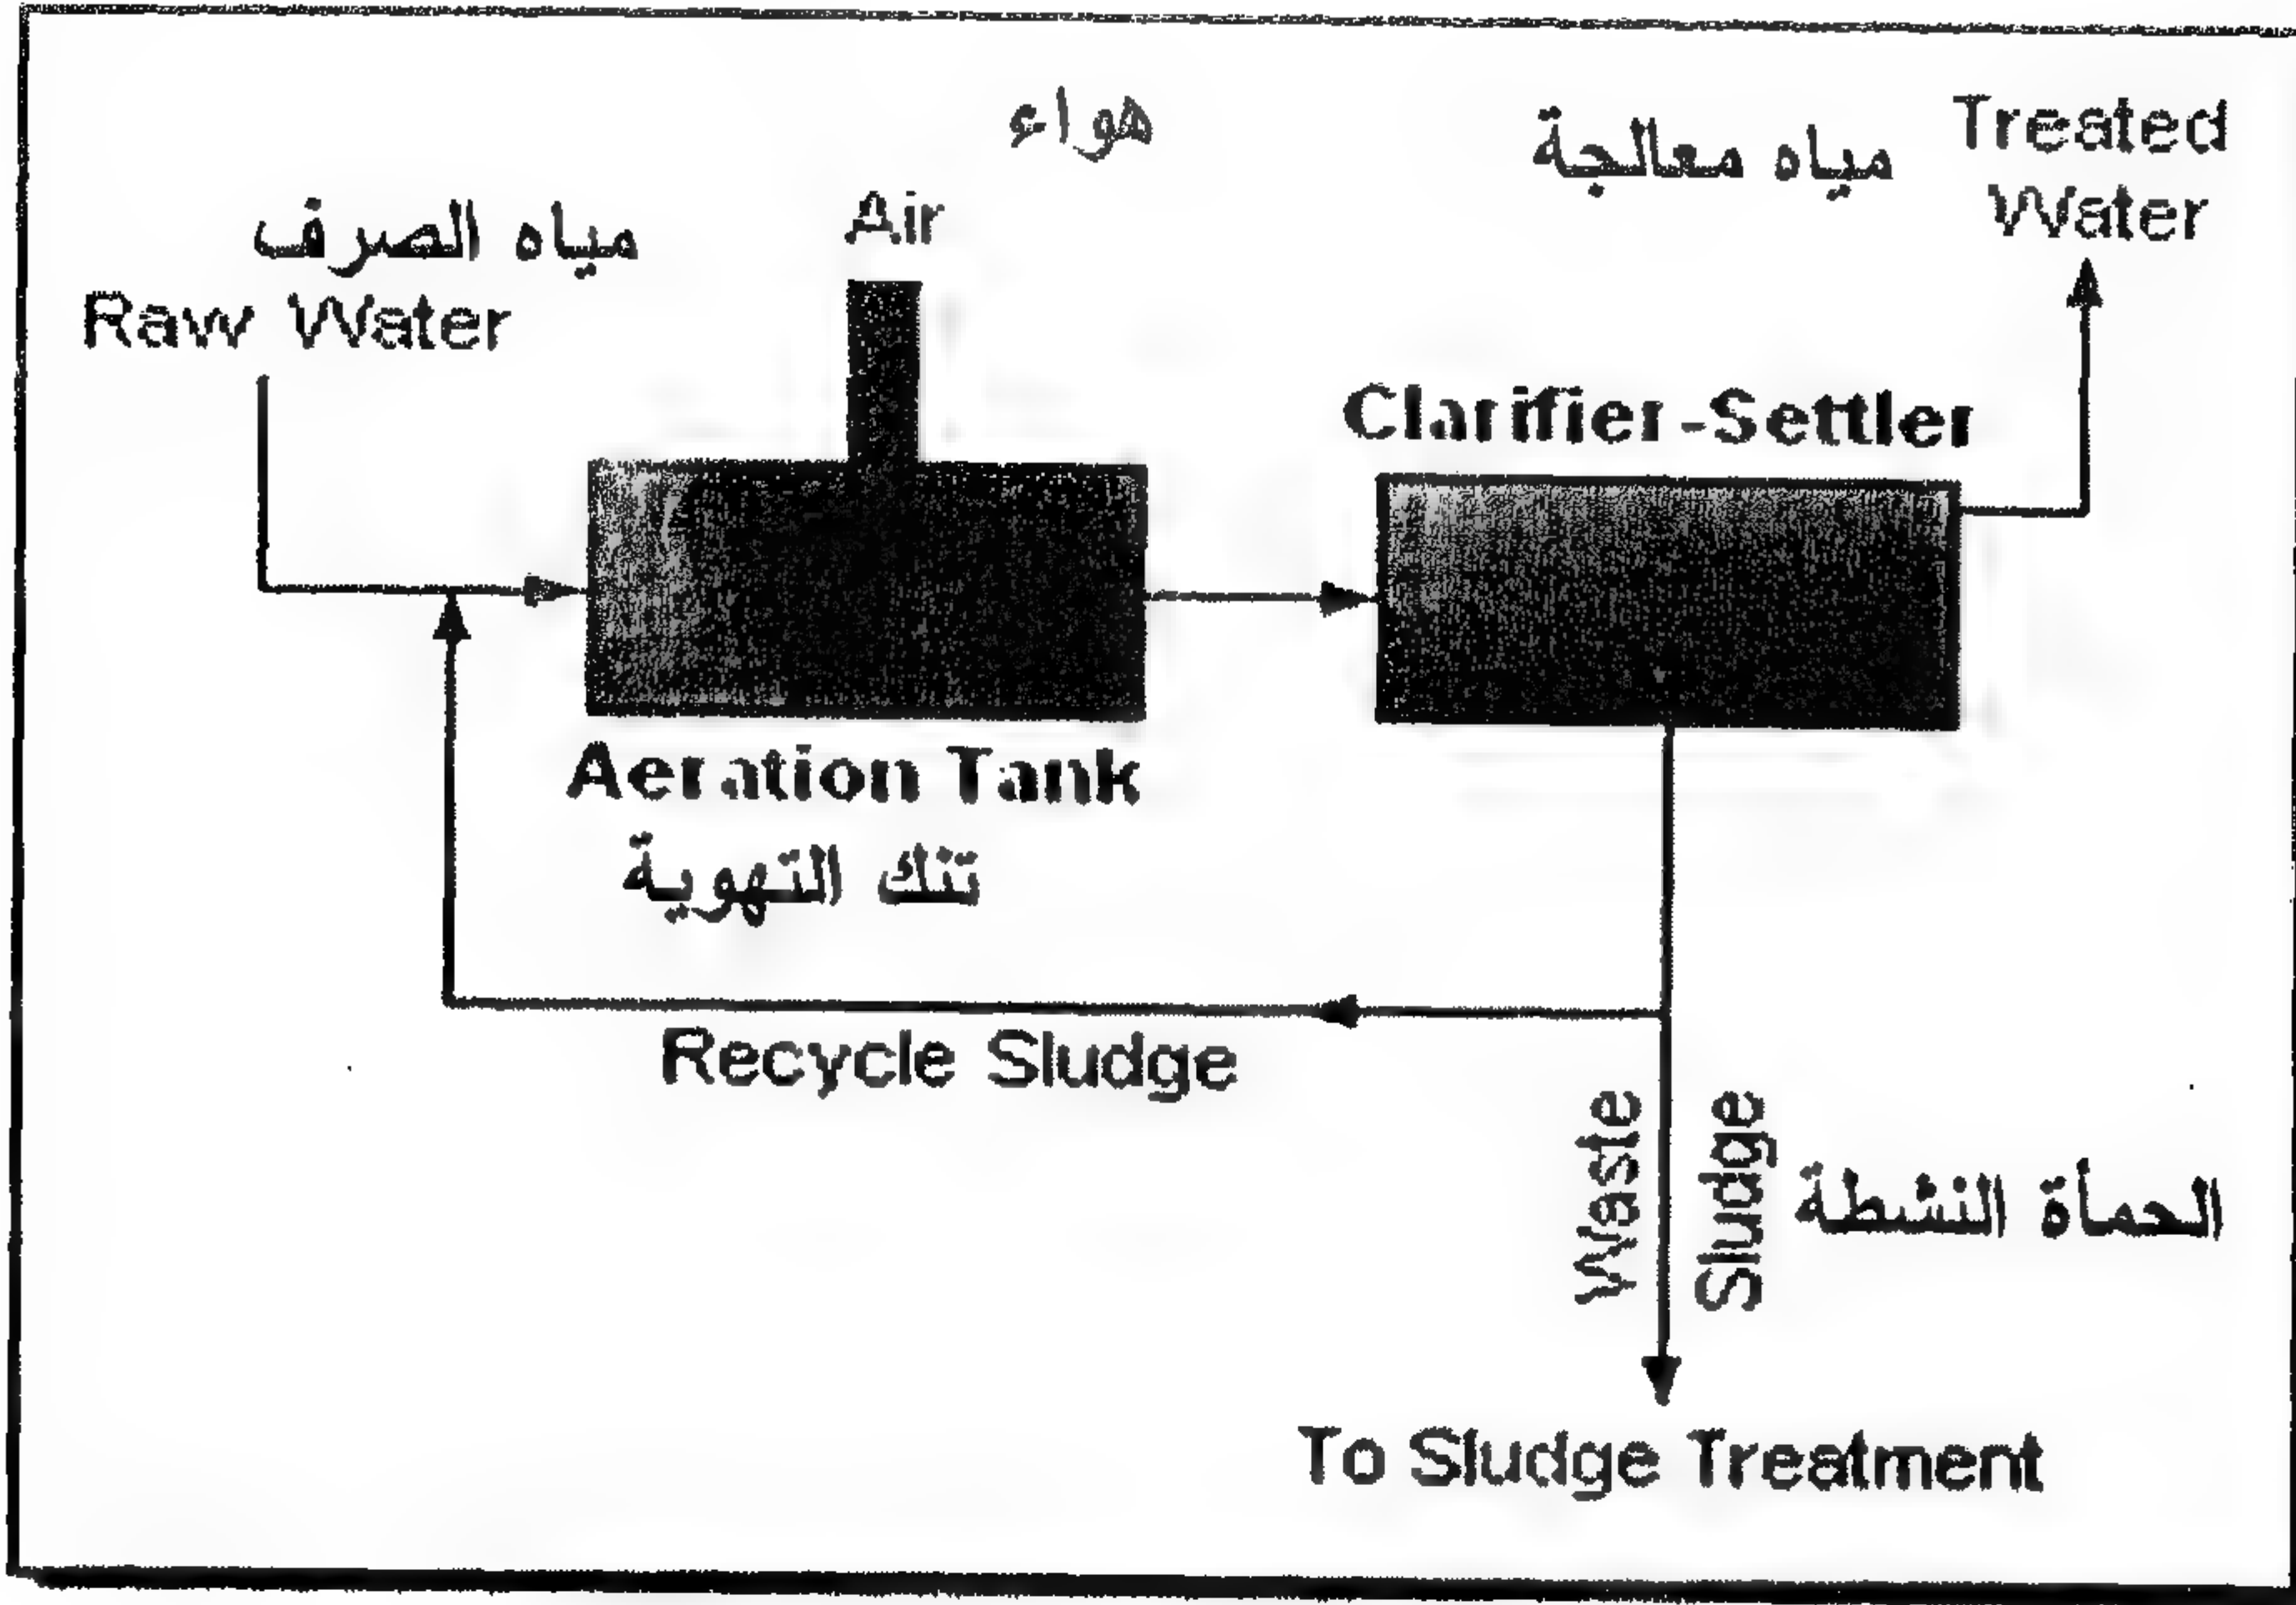 هواء
مياه معالجة
Treated
Water
Air
مياه الصرف
Raw Water
Clarifier-Settler
Aeration Tank
تنك التهوية
Recycle Sludge
Waste
Sludge
الحمأة النشطة
To Sludge Treatment